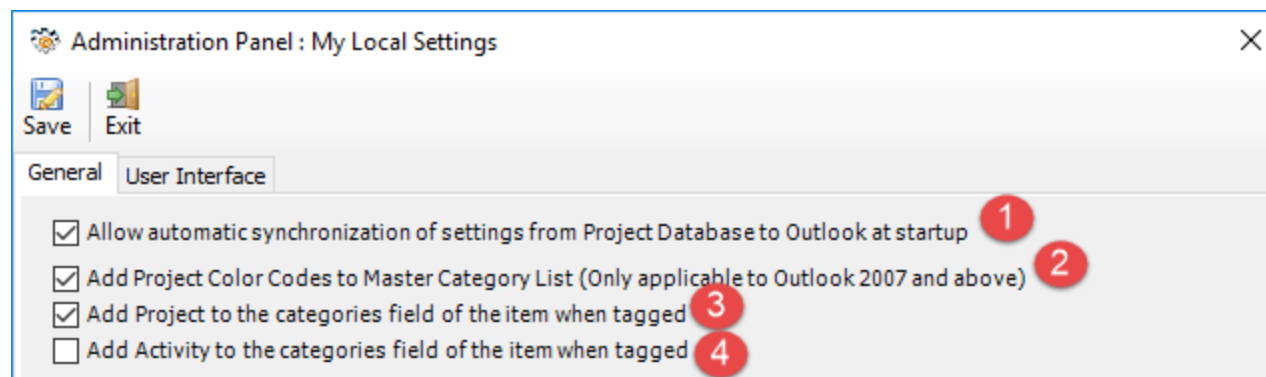 Administration Panel : My Local Settings
Save Exit
General User Interface
Allow automatic synchronization of settings from Project Database to Outlook at startup 1
Add Project Color Codes to Master Category List (Only applicable to Outlook 2007 and above) 2
Add Project to the categories field of the item when tagged 3
Add Activity to the categories field of the item when tagged 4